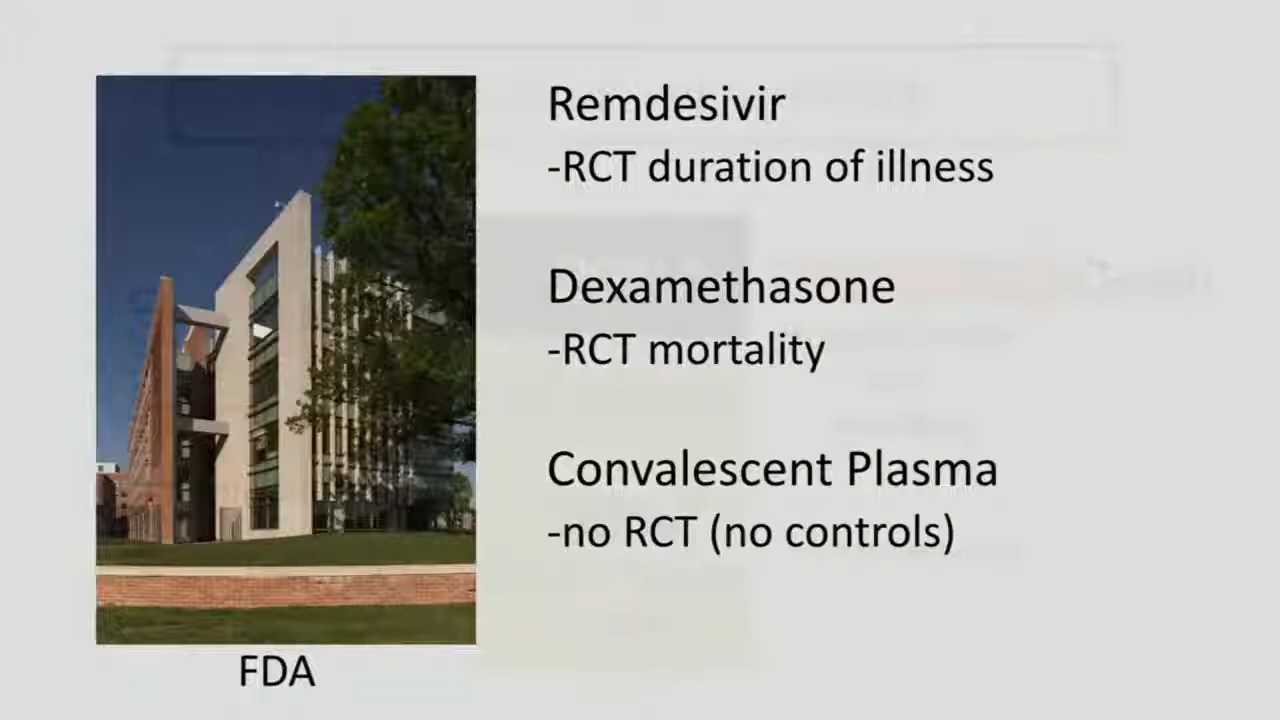 Remdesivir
-RCT duration of illness
Dexamethasone
-RCT mortality
Convalescent Plasma
-no RCT (no controls)
FDA